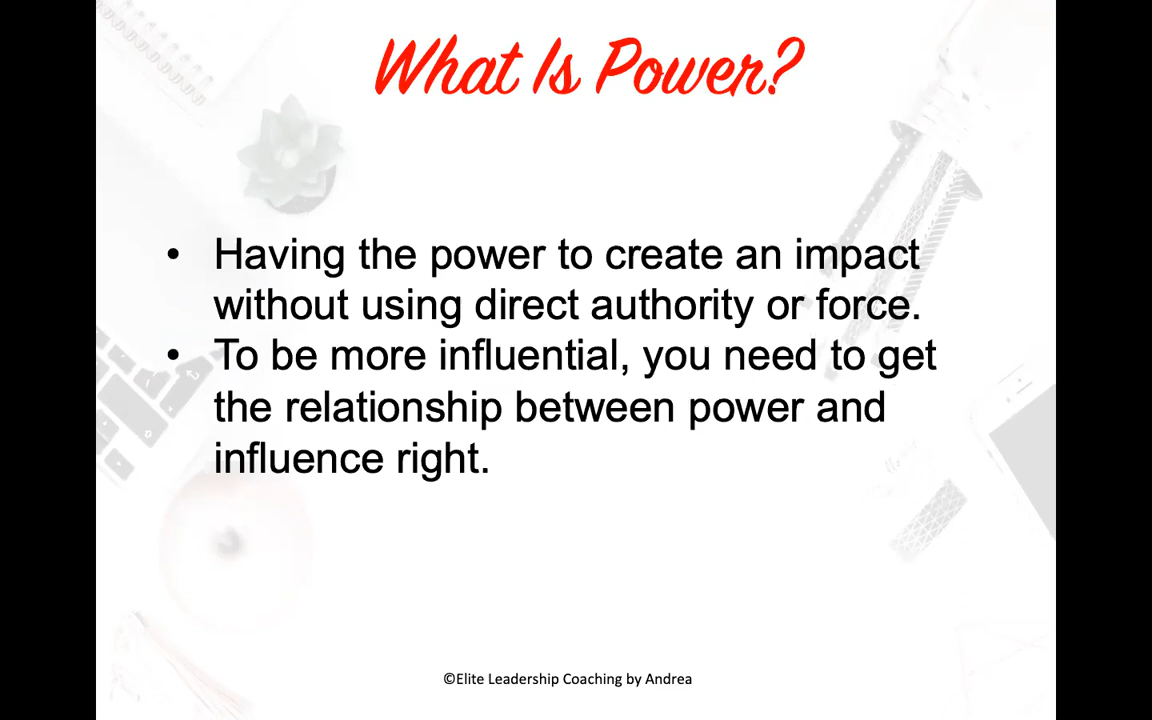 What Is Power?
• Having the power to create an impact
without using direct authority or force.
• To be more influential, you need to get
the relationship between power and
influence right.
©Elite Leadership Coaching by Andrea